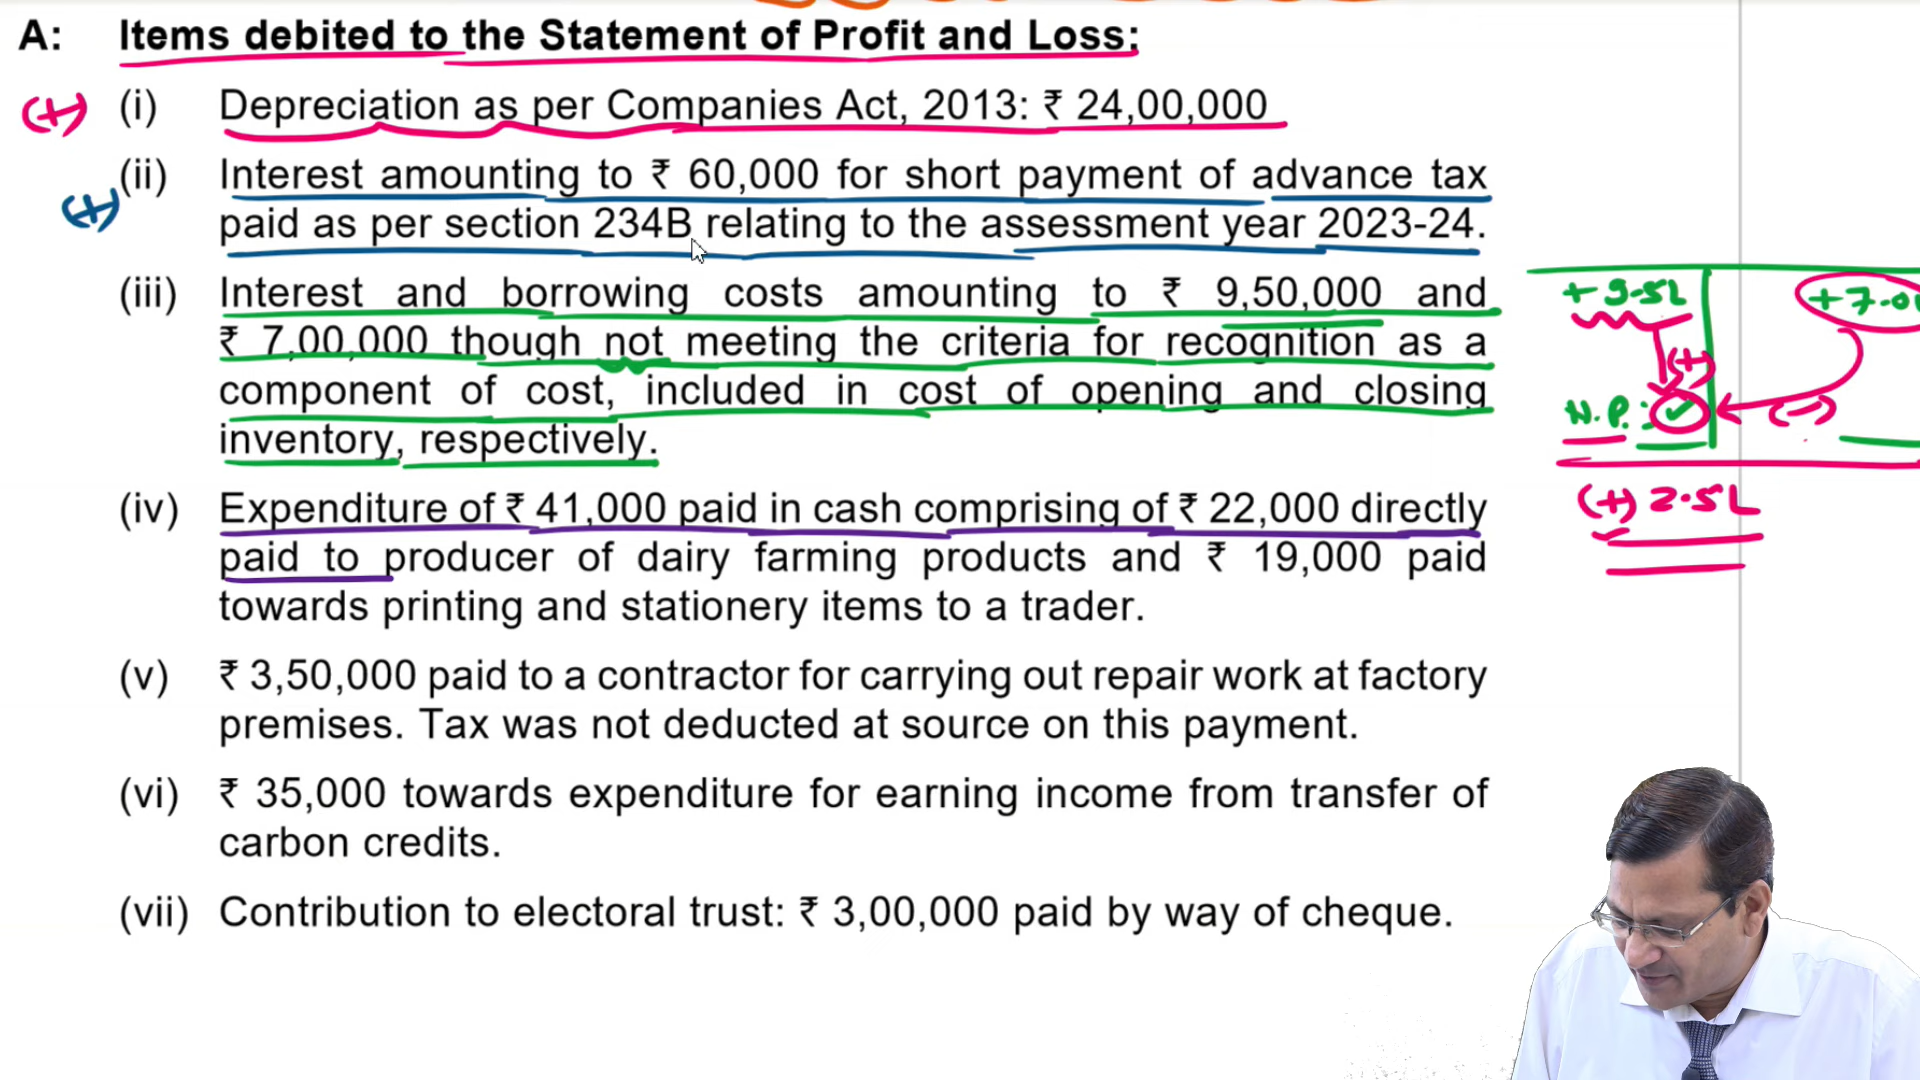 A: Items debited to the Statement of Profit and Loss:
(+) (i) Depreciation as per Companies Act, 2013: ₹ 24,00,000
(+) (ii) Interest amounting to ₹ 60,000 for short payment of advance tax
paid as per section 234B relating to the assessment year 2023-24.
(iii) Interest and borrowing costs amounting to ₹ 9,50,000 and
₹ 7,00,000 though not meeting the criteria for recognition as a
component of cost, included in cost of opening and closing
inventory, respectively.
+ 9.5L
+7.0
(+)
N.P.:
(-)
(+) 2.5L
(iv) Expenditure of ₹ 41,000 paid in cash comprising of ₹ 22,000 directly
paid to producer of dairy farming products and ₹ 19,000 paid
towards printing and stationery items to a trader.
(v) ₹ 3,50,000 paid to a contractor for carrying out repair work at factory
premises. Tax was not deducted at source on this payment.
(vi) ₹ 35,000 towards expenditure for earning income from transfer of
carbon credits.
(vii) Contribution to electoral trust: ₹ 3,00,000 paid by way of cheque.